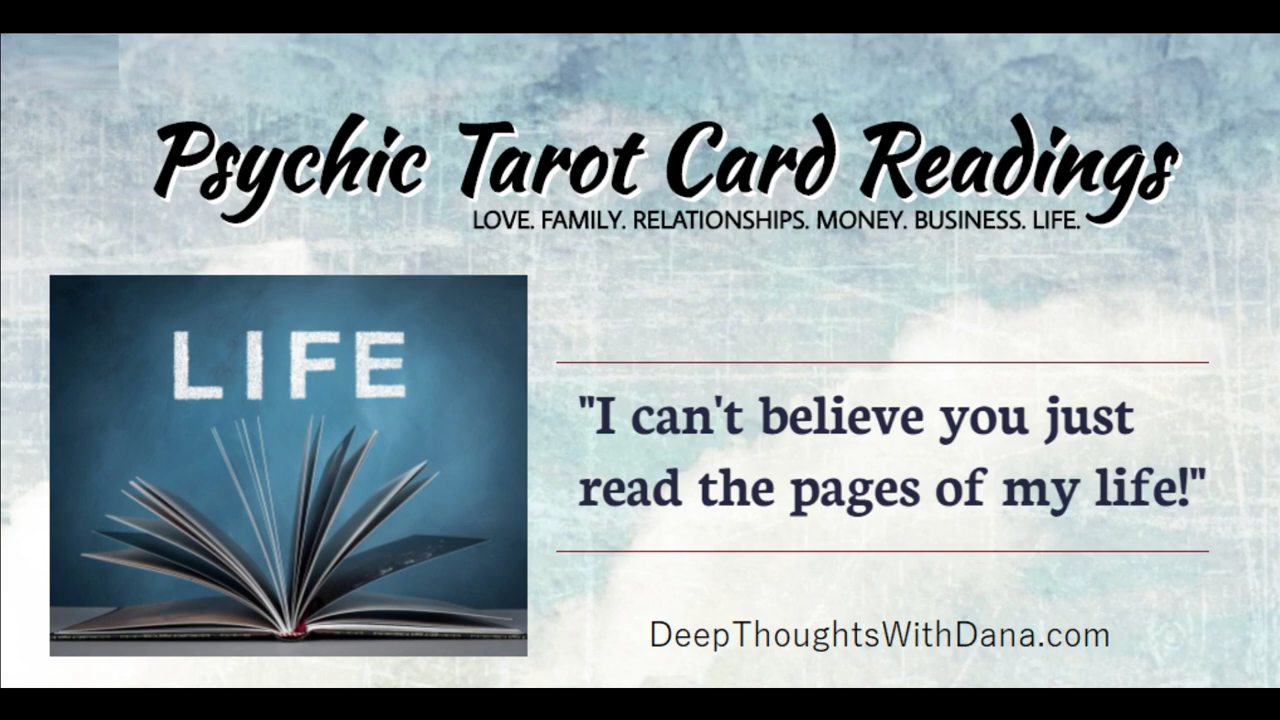 Psychic Tarot Card Readings
LOVE. FAMILY. RELATIONSHIPS. MONEY. BUSINESS. LIFE.
LIFE
"I can't believe you just
read the pages of my life!"
DeepThoughtsWithDana.com